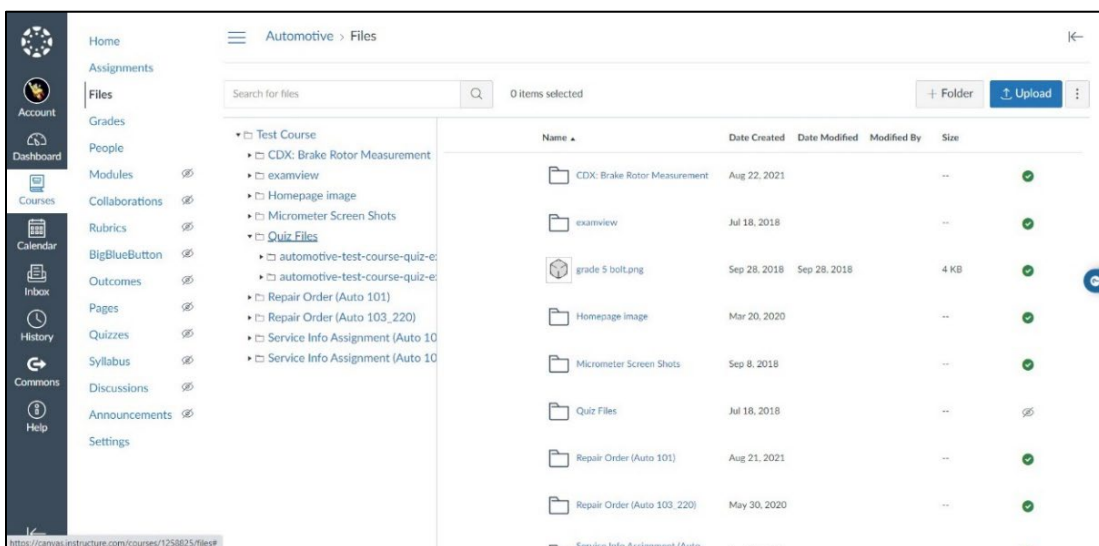 Account
Dashboard
Courses
Calendar
Inbox
History
Commons
Help
Home
Assignments
Files
Grades
People
Modules
Collaborations
Rubrics
BigBlueButton
Outcomes
Pages
Quizzes
Syllabus
Discussions
Announcements
Settings
https://canvas.instructure.com/courses/1258825/files#
Automotive > Files
Search for files
0 items selected
+ Folder
Upload
Test Course
CDX: Brake Rotor Measurement
examview
Homepage image
Micrometer Screen Shots
Quiz Files
automotive-test-course-quiz-e
automotive-test-course-quiz-e
Repair Order (Auto 101)
Repair Order (Auto 103_220)
Service Info Assignment (Auto 10
Service Info Assignment (Auto 10
Name Date Created Date Modified Modified By Size
CDX: Brake Rotor Measurement Aug 22, 2021 --
examview Jul 18, 2018 --
grade 5 bolt.png Sep 28, 2018 Sep 28, 2018 4 KB
Homepage image Mar 20, 2020 --
Micrometer Screen Shots Sep 8, 2018 --
Quiz Files Jul 18, 2018 --
Repair Order (Auto 101) Aug 21, 2021 --
Repair Order (Auto 103_220) May 30, 2020 --
Service Info Assignment (Auto